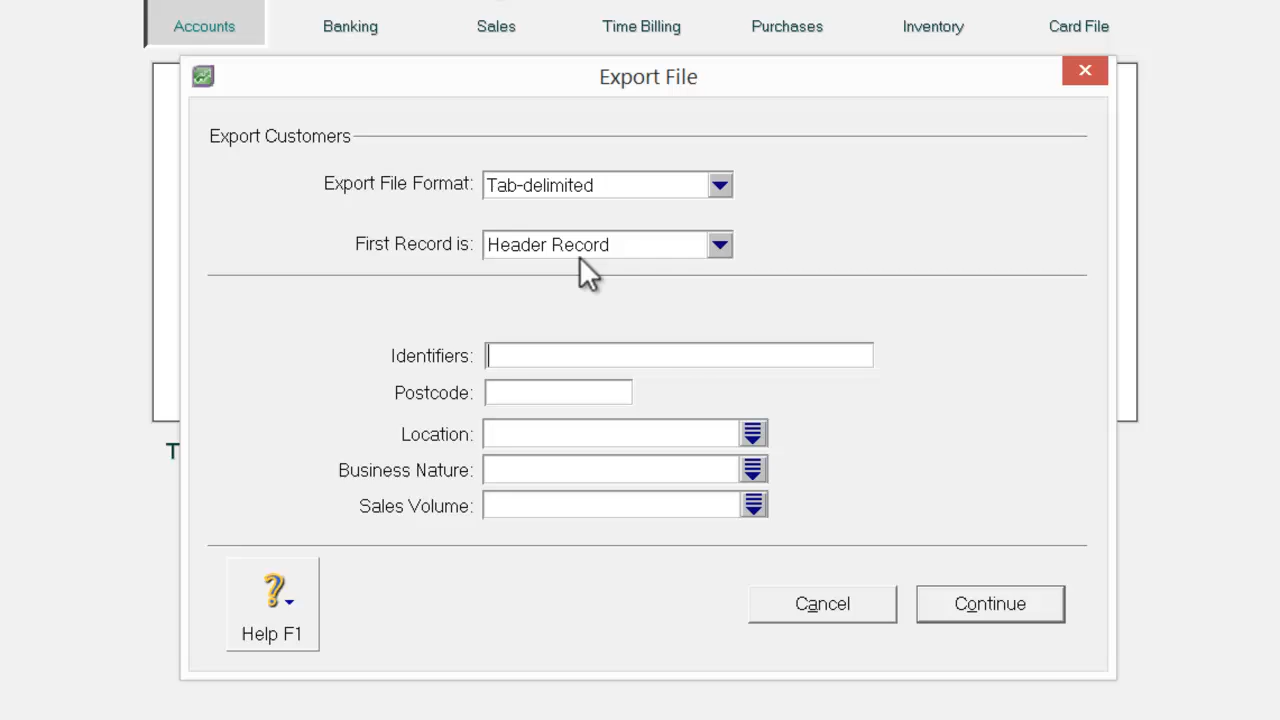 Accounts Banking Sales Time Billing Purchases Inventory Card File
Export File
Export Customers
Export File Format: Tab-delimited
First Record is: Header Record
Identifiers:
Postcode:
Location:
Business Nature:
Sales Volume:
T
Help F1
Cancel
Continue